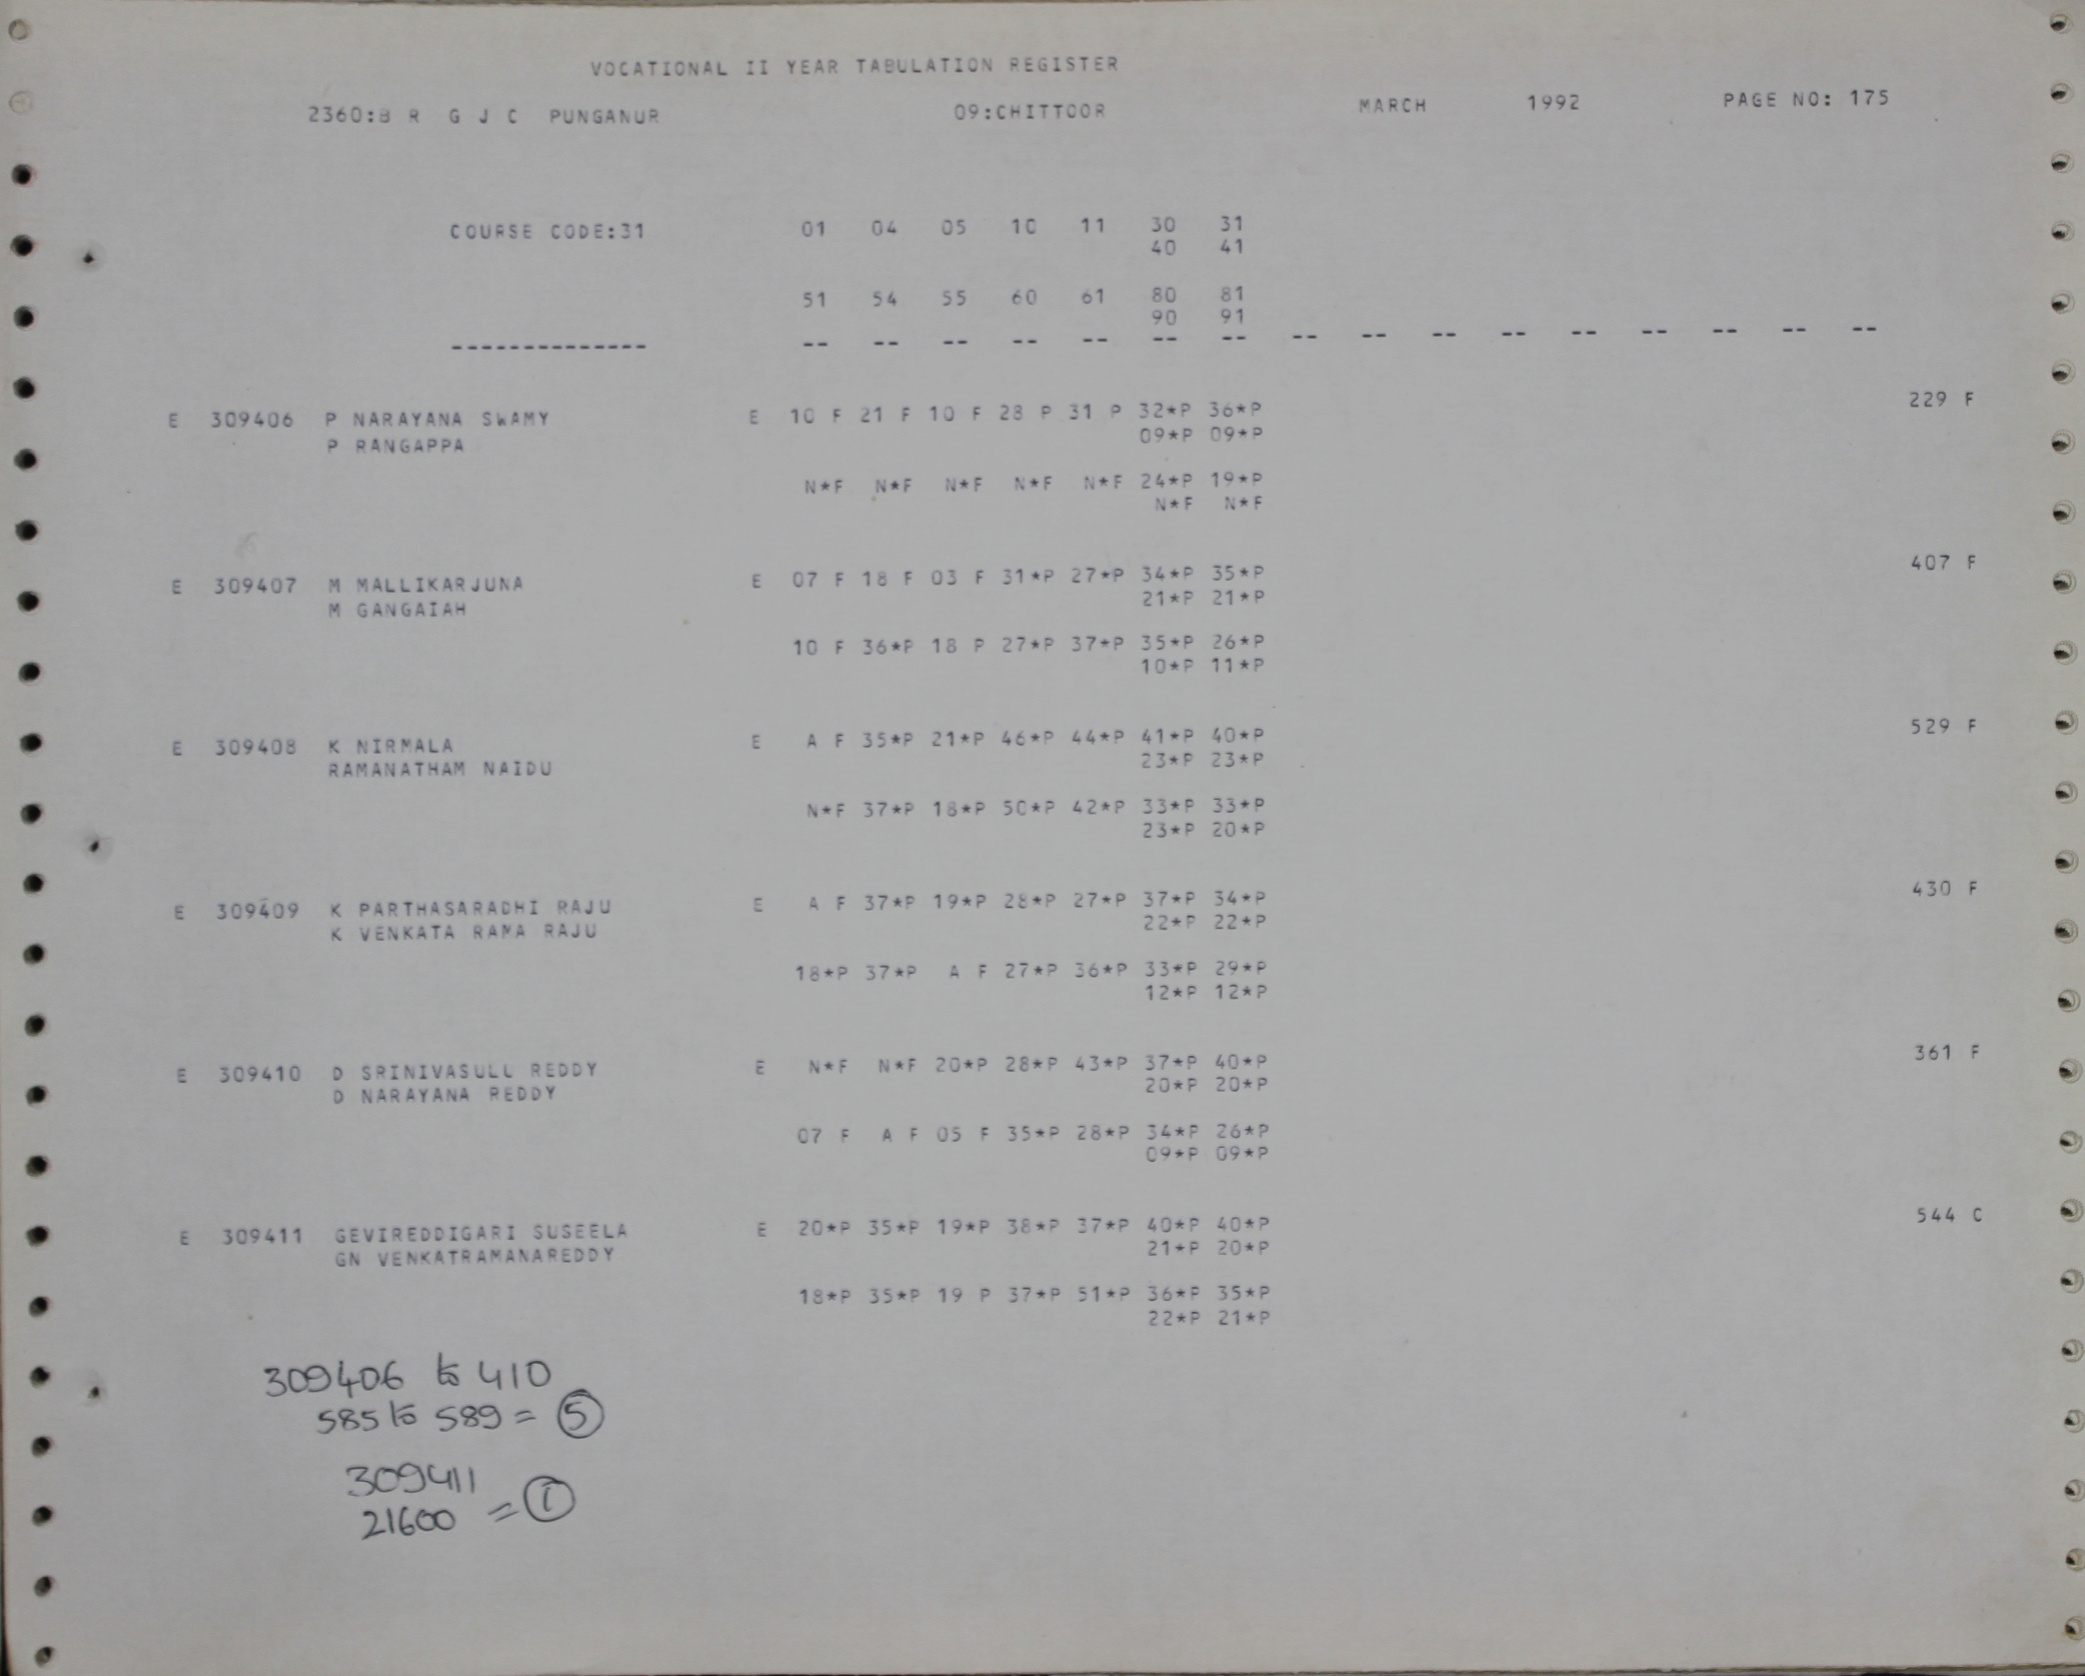 VOCATIONAL II YEAR TABULATION REGISTER
2360:B R G J C PUNGANUR 09:CHITTOOR MARCH 1992 PAGE NO: 175
COURSE CODE:31 01 04 05 10 11 30 31
40 41
51 54 55 60 61 80 81
90 91
-------------- -- -- -- -- -- -- -- -- -- -- -- -- -- -- -- --
E 309406 P NARAYANA SWAMY E 10 F 21 F 10 F 28 P 31 P 32*P 36*P 229 F
P RANGAPPA 09*P 09*P
N*F N*F N*F N*F N*F 24*P 19*P
N*F N*F
E 309407 M MALLIKARJUNA E 07 F 18 F 03 F 31*P 27*P 34*P 35*P 407 F
M GANGAIAH 21*P 21*P
10 F 36*P 18 P 27*P 37*P 35*P 26*P
10*P 11*P
E 309408 K NIRMALA E A F 35*P 21*P 46*P 44*P 41*P 40*P 529 F
RAMANATHAM NAIDU 23*P 23*P
N*F 37*P 18*P 50*P 42*P 33*P 33*P
23*P 20*P
E 309409 K PARTHASARADHI RAJU E A F 37*P 19*P 28*P 27*P 37*P 34*P 430 F
K VENKATA RAMA RAJU 22*P 22*P
18*P 37*P A F 27*P 36*P 33*P 29*P
12*P 12*P
E 309410 D SRINIVASULU REDDY E N*F N*F 20*P 28*P 43*P 37*P 40*P 361 F
D NARAYANA REDDY 20*P 20*P
07 F A F 05 F 35*P 28*P 34*P 26*P
09*P 09*P
E 309411 GEVIREDDIGARI SUSEELA E 20*P 35*P 19*P 38*P 37*P 40*P 40*P 544 C
GN VENKATRAMANAREDDY 21*P 20*P
18*P 35*P 19 P 37*P 51*P 36*P 35*P
22*P 21*P
309406 to 410
585 to 589 = 5
309411
21600 = 1